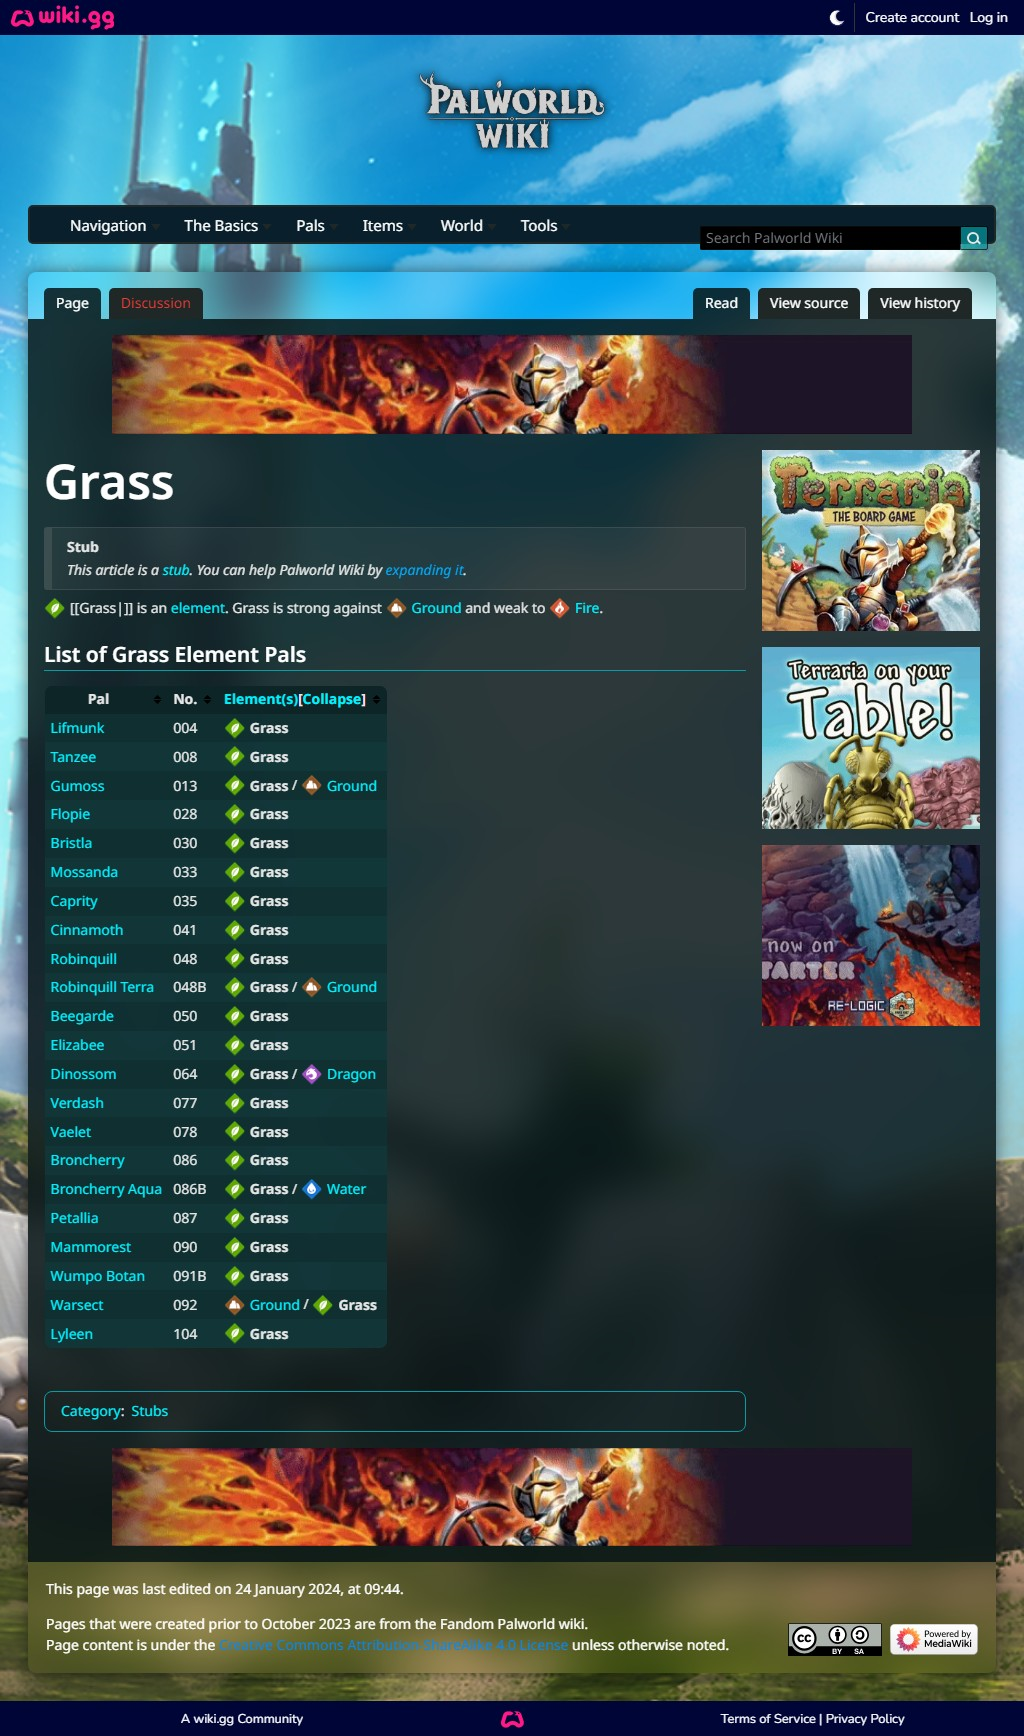 wiki.gg
Create account Log in
PALWORLD
WIKI
Navigation The Basics Pals Items World Tools
Search Palworld Wiki
Page Discussion Read View source View history
Grass
Terraria
THE BOARD GAME
Stub
This article is a stub. You can help Palworld Wiki by expanding it.
[[Grass|]] is an element. Grass is strong against Ground and weak to Fire.
List of Grass Element Pals
Terraria on your
Table!
Pal No. Element(s)[Collapse]
Lifmunk 004 Grass
Tanzee 008 Grass
Gumoss 013 Grass / Ground
Flopie 028 Grass
Bristla 030 Grass
Mossanda 033 Grass
Caprity 035 Grass
Cinnamoth 041 Grass
Robinquill 048 Grass
Robinquill Terra 048B Grass / Ground
Beegarde 050 Grass
Elizabee 051 Grass
Dinossom 064 Grass / Dragon
Verdash 077 Grass
Vaelet 078 Grass
Broncherry 086 Grass
Broncherry Aqua 086B Grass / Water
Petallia 087 Grass
Mammorest 090 Grass
Wumpo Botan 091B Grass
Warsect 092 Ground / Grass
Lyleen 104 Grass
now on
TARTER
RE-LOGIC
Category: Stubs
This page was last edited on 24 January 2024, at 09:44.
Pages that were created prior to October 2023 are from the Fandom Palworld wiki.
Page content is under the Creative Commons Attribution-ShareAlike 4.0 License unless otherwise noted.
cc BY SA
Powered by
MediaWiki
A wiki.gg Community
Terms of Service | Privacy Policy